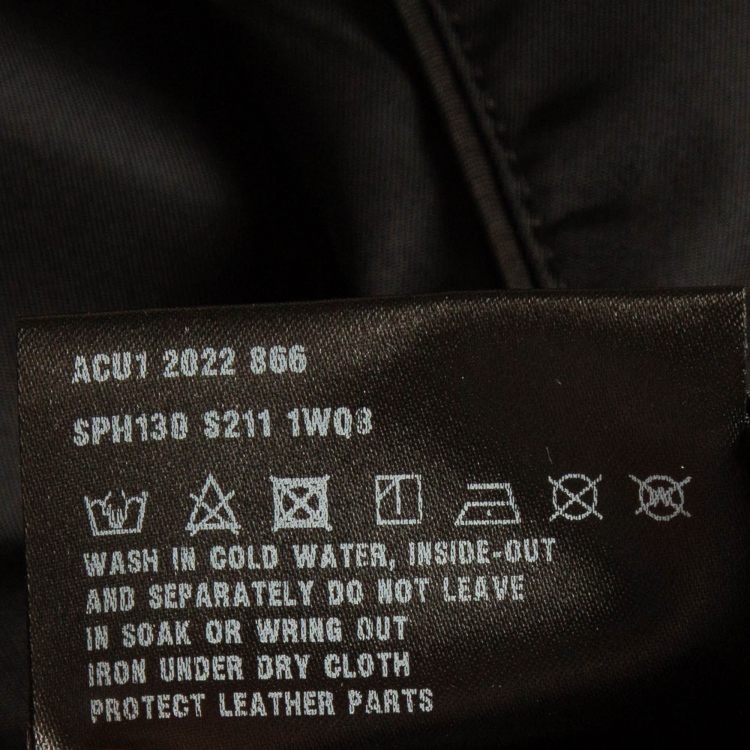 ACU1 2022 866
SPH130 S211 1WQ8
WASH IN COLD WATER, INSIDE-OUT
AND SEPARATELY DO NOT LEAVE
IN SOAK OR WRING OUT
IRON UNDER DRY CLOTH
PROTECT LEATHER PARTS